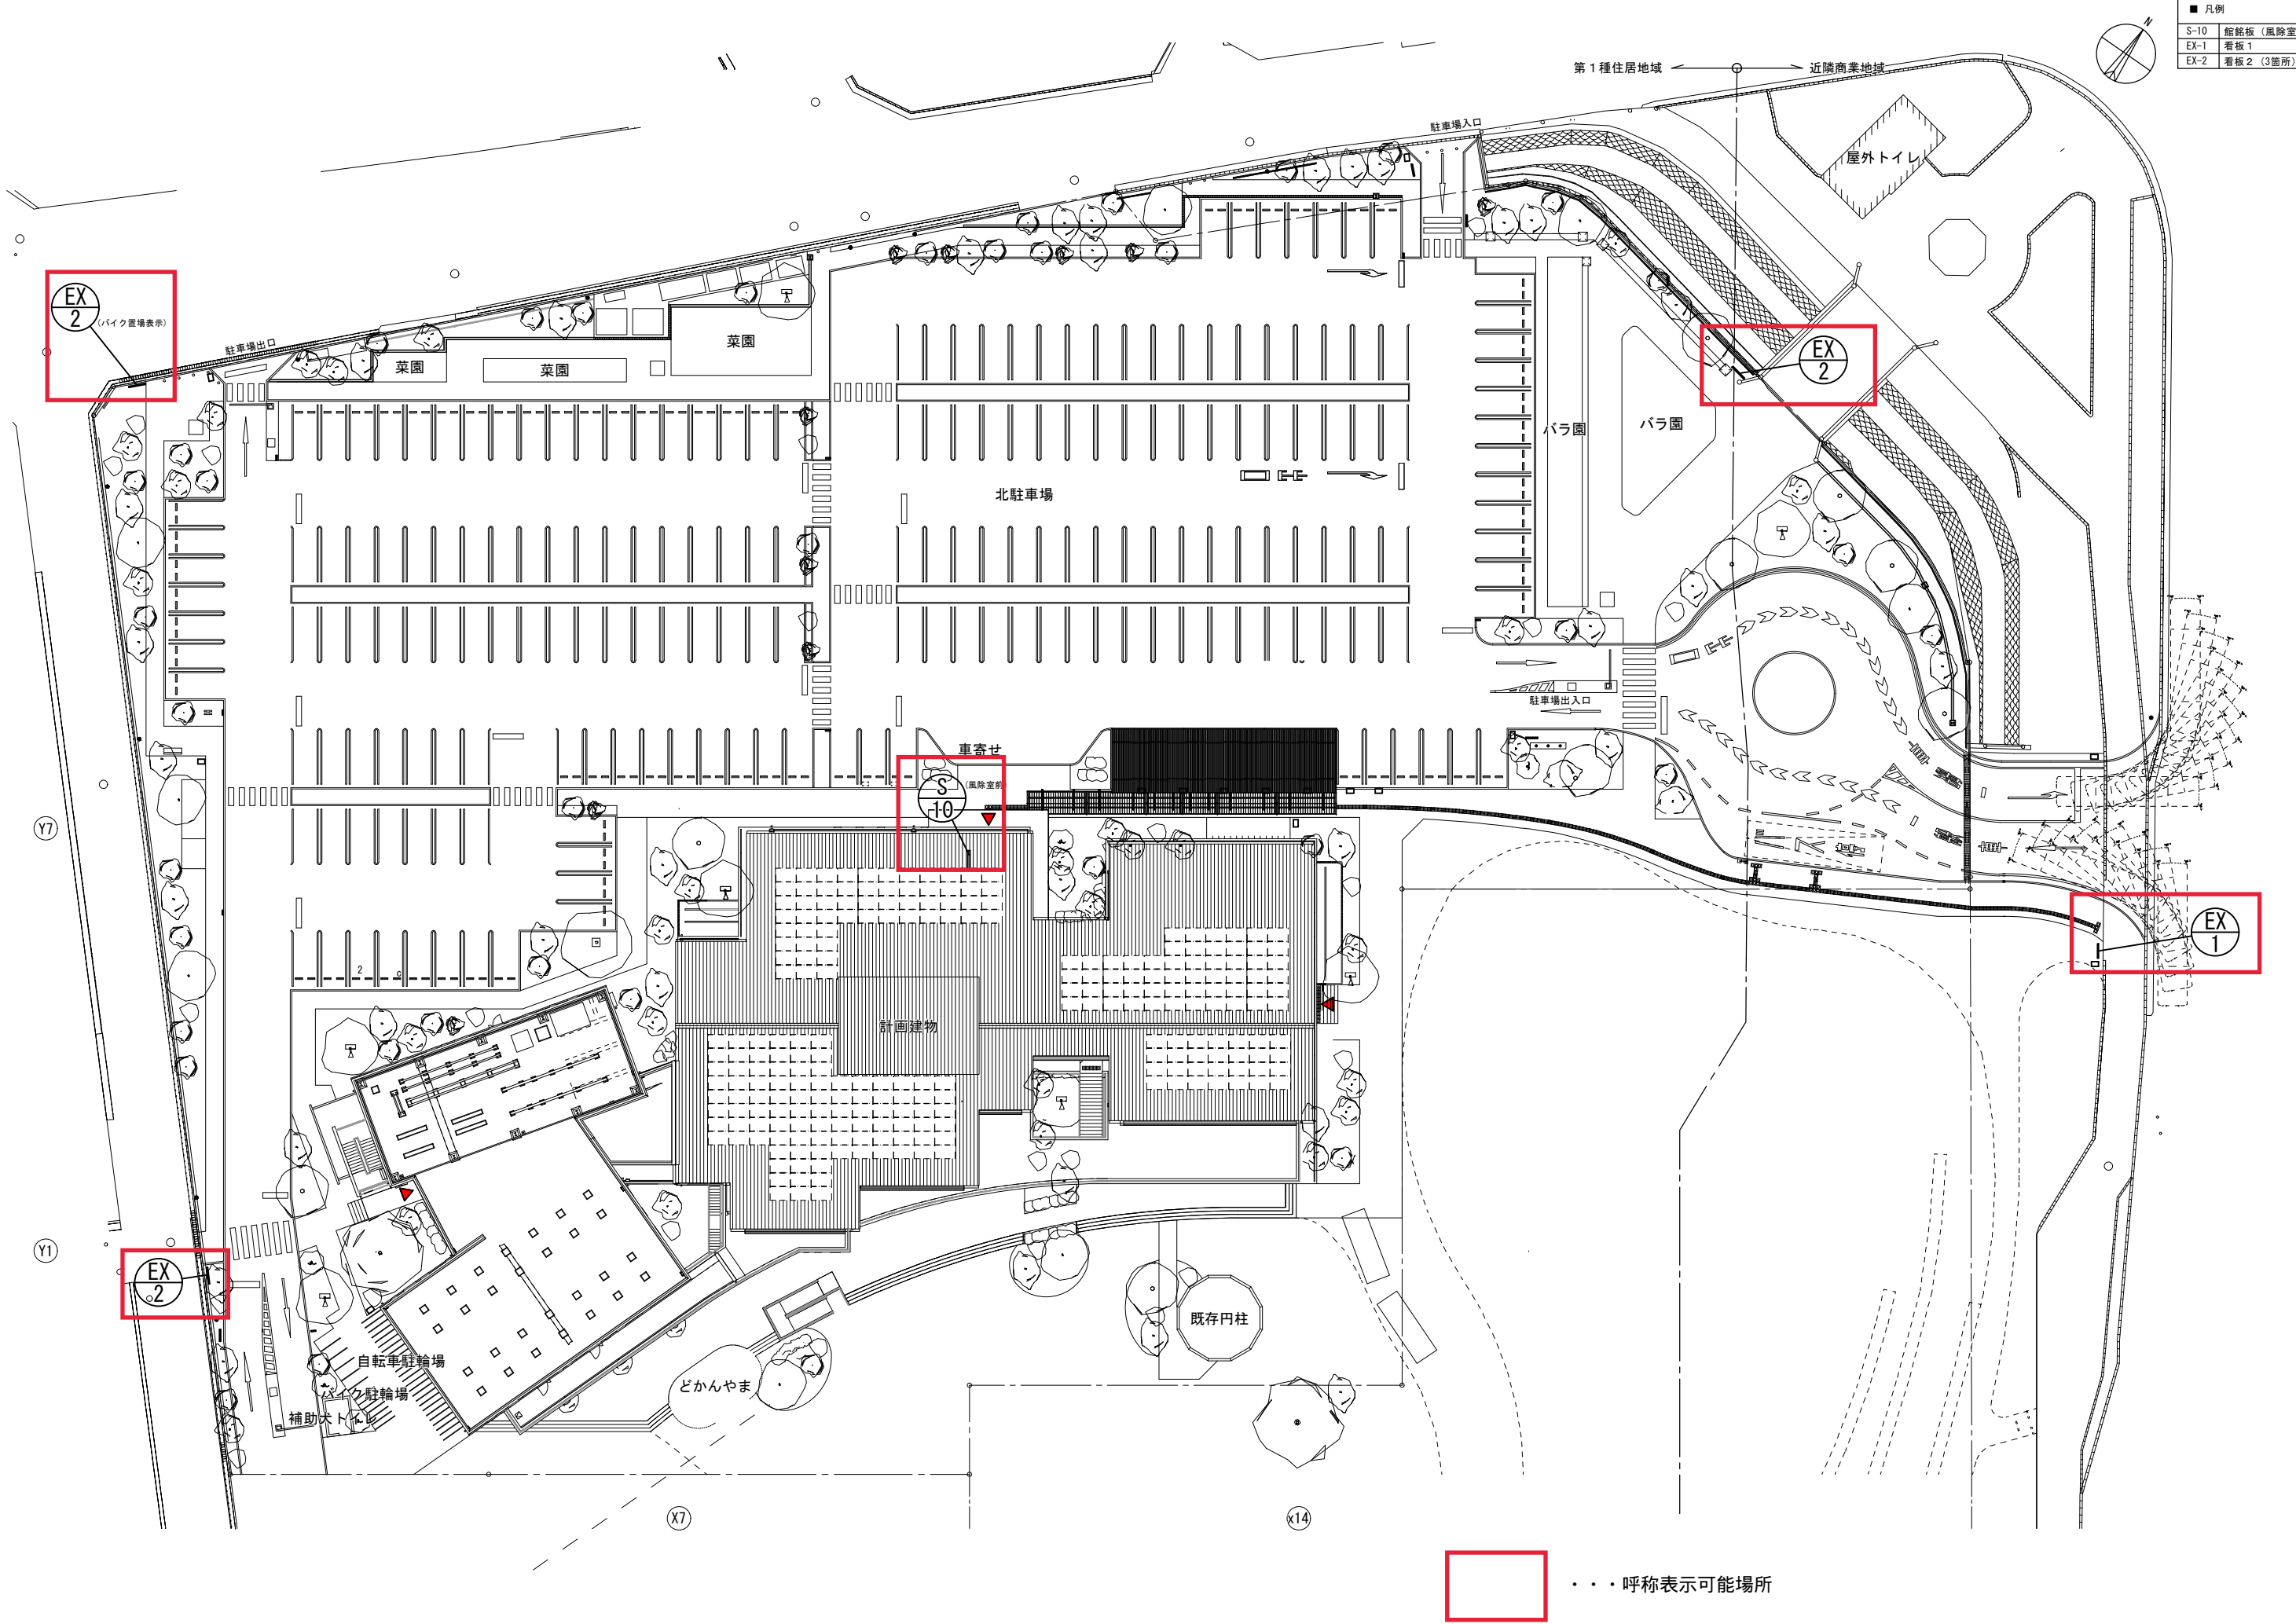 ■ 凡例
S-10 館銘板（風除室
EX-1 看板１
EX-2 看板２（3箇所）
N
第１種住居地域
近隣商業地域
駐車場入口
屋外トイレ
EX
2
(バイク置場表示)
駐車場出口
菜園
菜園
菜園
EX
2
バラ園
バラ園
北駐車場
駐車場出入口
車寄せ
S
10
(風除室前
Y7
EX
1
計画建物
Y1
EX
2
既存円柱
自転車駐輪場
バイク駐輪場
補助犬トイレ
どかんやま
X7
x14
・・・呼称表示可能場所